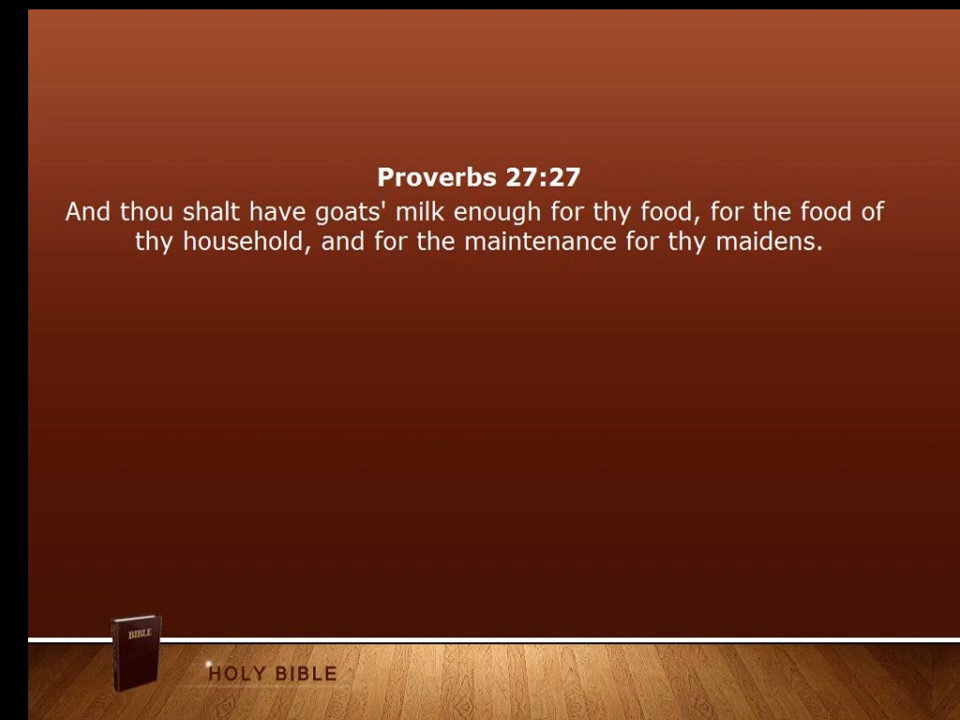 Proverbs 27:27
And thou shalt have goats' milk enough for thy food, for the food of
thy household, and for the maintenance for thy maidens.
BIBLE
HOLY BIBLE